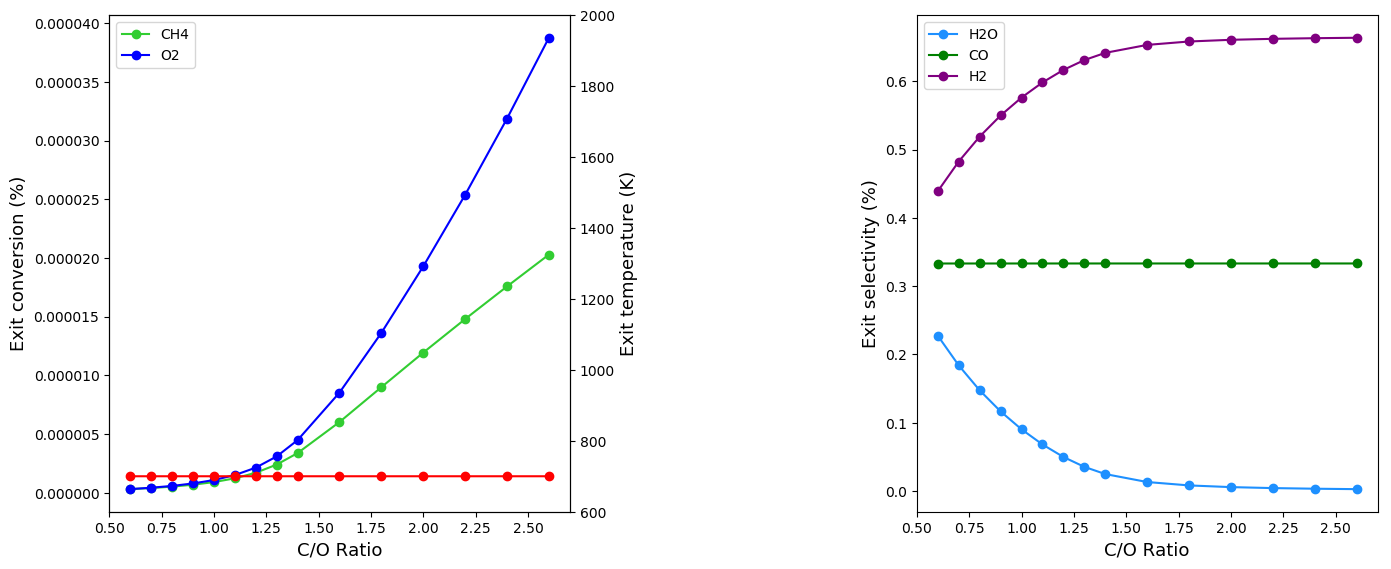 CH4
O2
0.000040
0.000035
0.000030
0.000025
0.000020
0.000015
0.000010
0.000005
0.000000
Exit conversion (%)
0.50 0.75 1.00 1.25 1.50 1.75 2.00 2.25 2.50
C/O Ratio
2000
1800
1600
1400
1200
1000
800
600
Exit temperature (K)
H2O
CO
H2
0.6
0.5
0.4
0.3
0.2
0.1
0.0
Exit selectivity (%)
0.50 0.75 1.00 1.25 1.50 1.75 2.00 2.25 2.50
C/O Ratio